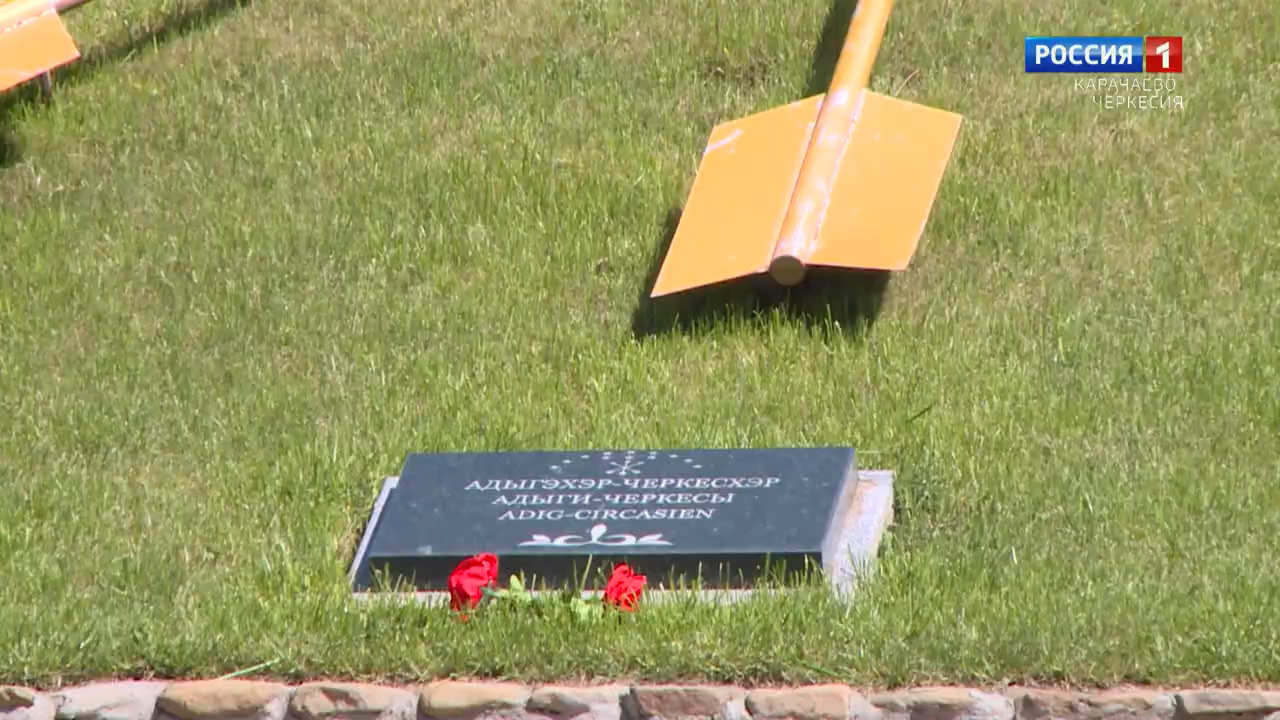 РОССИЯ 1
КАРАЧАЕВО
ЧЕРКЕСИЯ
АДЫГЭХЭР-ЧЕРКЕСХЭР
АДЫГИ-ЧЕРКЕСЫ
ADIG-CIRCASIEN